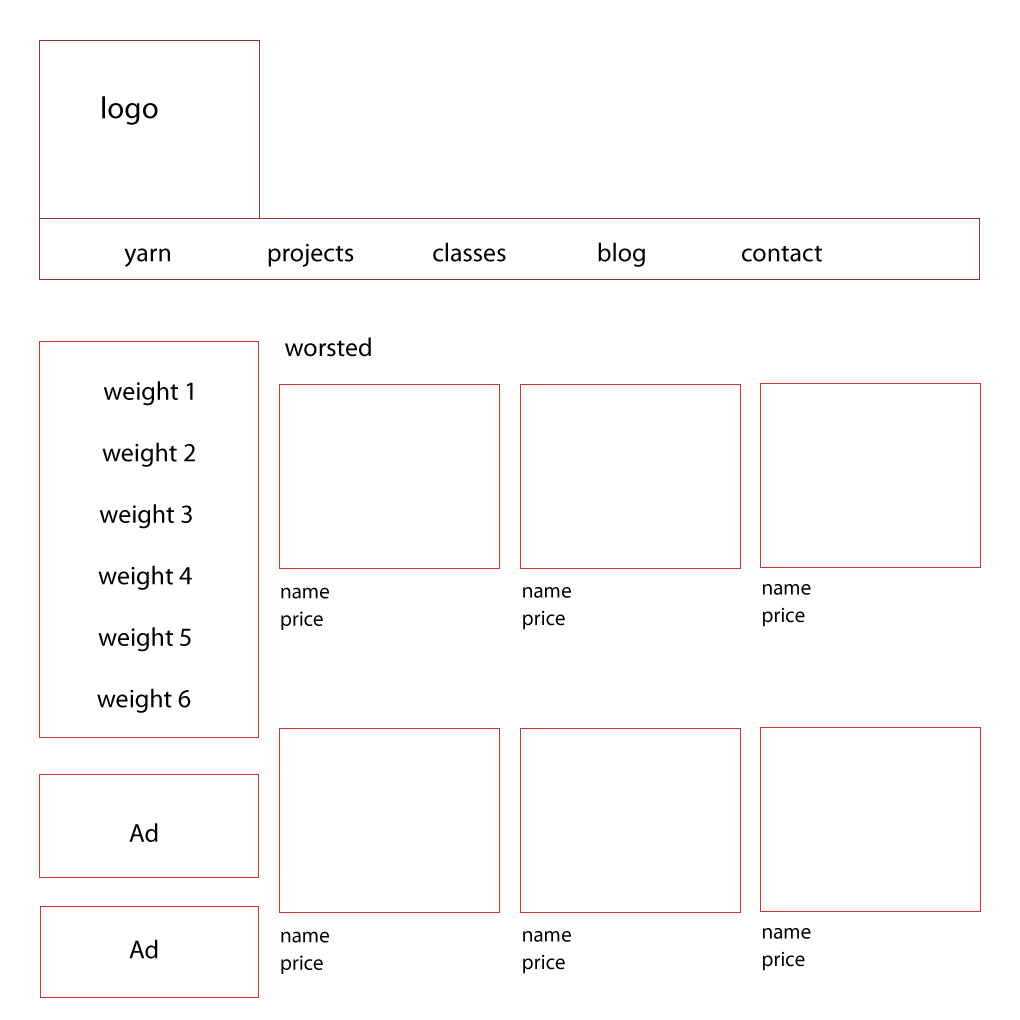 logo
yarn projects classes blog contact
weight 1
weight 2
weight 3
weight 4
weight 5
weight 6
Ad
Ad
worsted
name name name
price price price
name name name
price price price